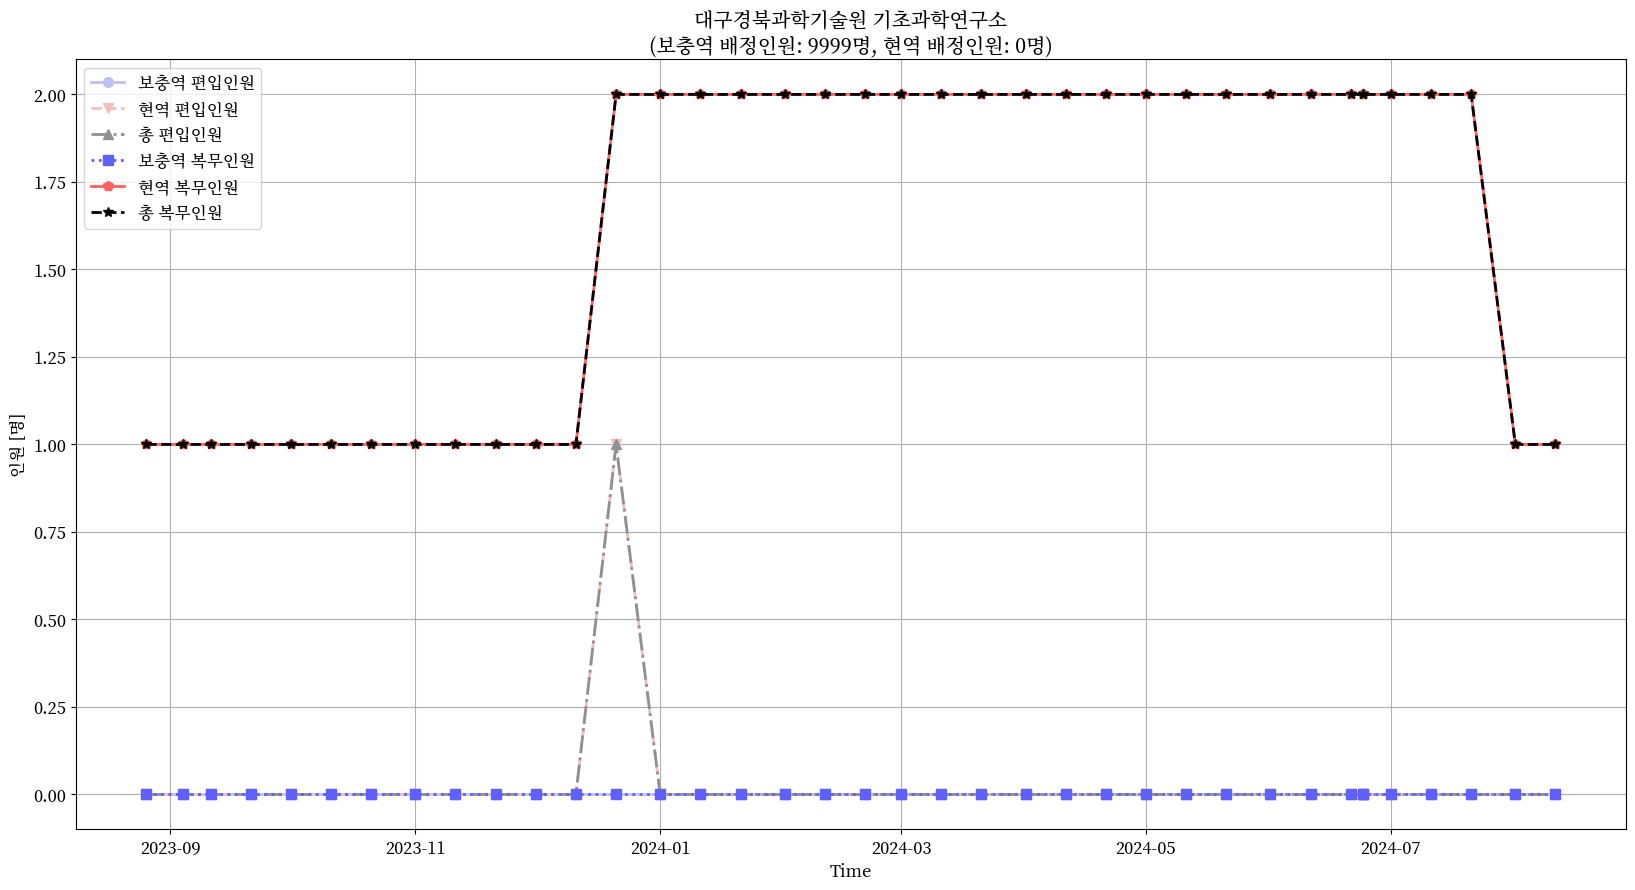 대구경북과학기술원 기초과학연구소
(보충역 배정인원: 9999명, 현역 배정인원: 0명)
보충역 편입인원
현역 편입인원
총 편입인원
보충역 복무인원
현역 복무인원
총 복무인원
2.00
1.75
1.50
1.25
1.00
0.75
0.50
0.25
0.00
인원 [명]
2023-09
2023-11
2024-01
2024-03
2024-05
2024-07
Time